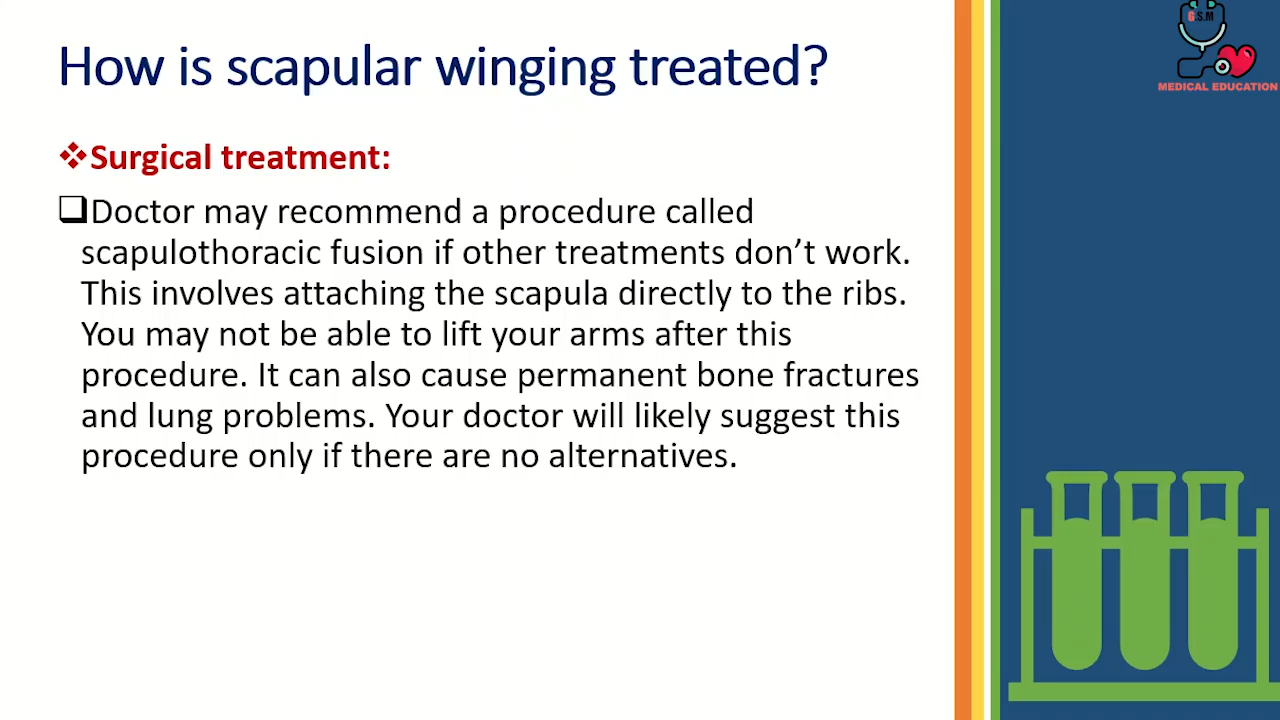 How is scapular winging treated?
❖Surgical treatment:
❑Doctor may recommend a procedure called
scapulothoracic fusion if other treatments don’t work.
This involves attaching the scapula directly to the ribs.
You may not be able to lift your arms after this
procedure. It can also cause permanent bone fractures
and lung problems. Your doctor will likely suggest this
procedure only if there are no alternatives.
G.S.M
MEDICAL EDUCATION